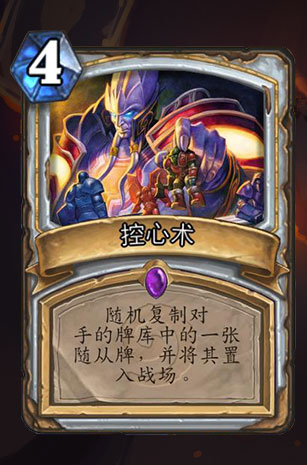 4
控心术
随机复制对
手的牌库中的一张
随从牌，并将其置
入战场。